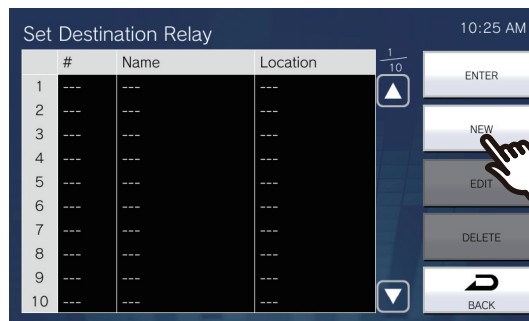 Set Destination Relay
10:25 AM
# Name Location
1
10
ENTER
1 --- --- ---
2 --- --- ---
3 --- --- ---
NEW
4 --- --- ---
5 --- --- ---
EDIT
6 --- --- ---
7 --- --- ---
DELETE
8 --- --- ---
9 --- --- ---
10 --- --- ---
BACK